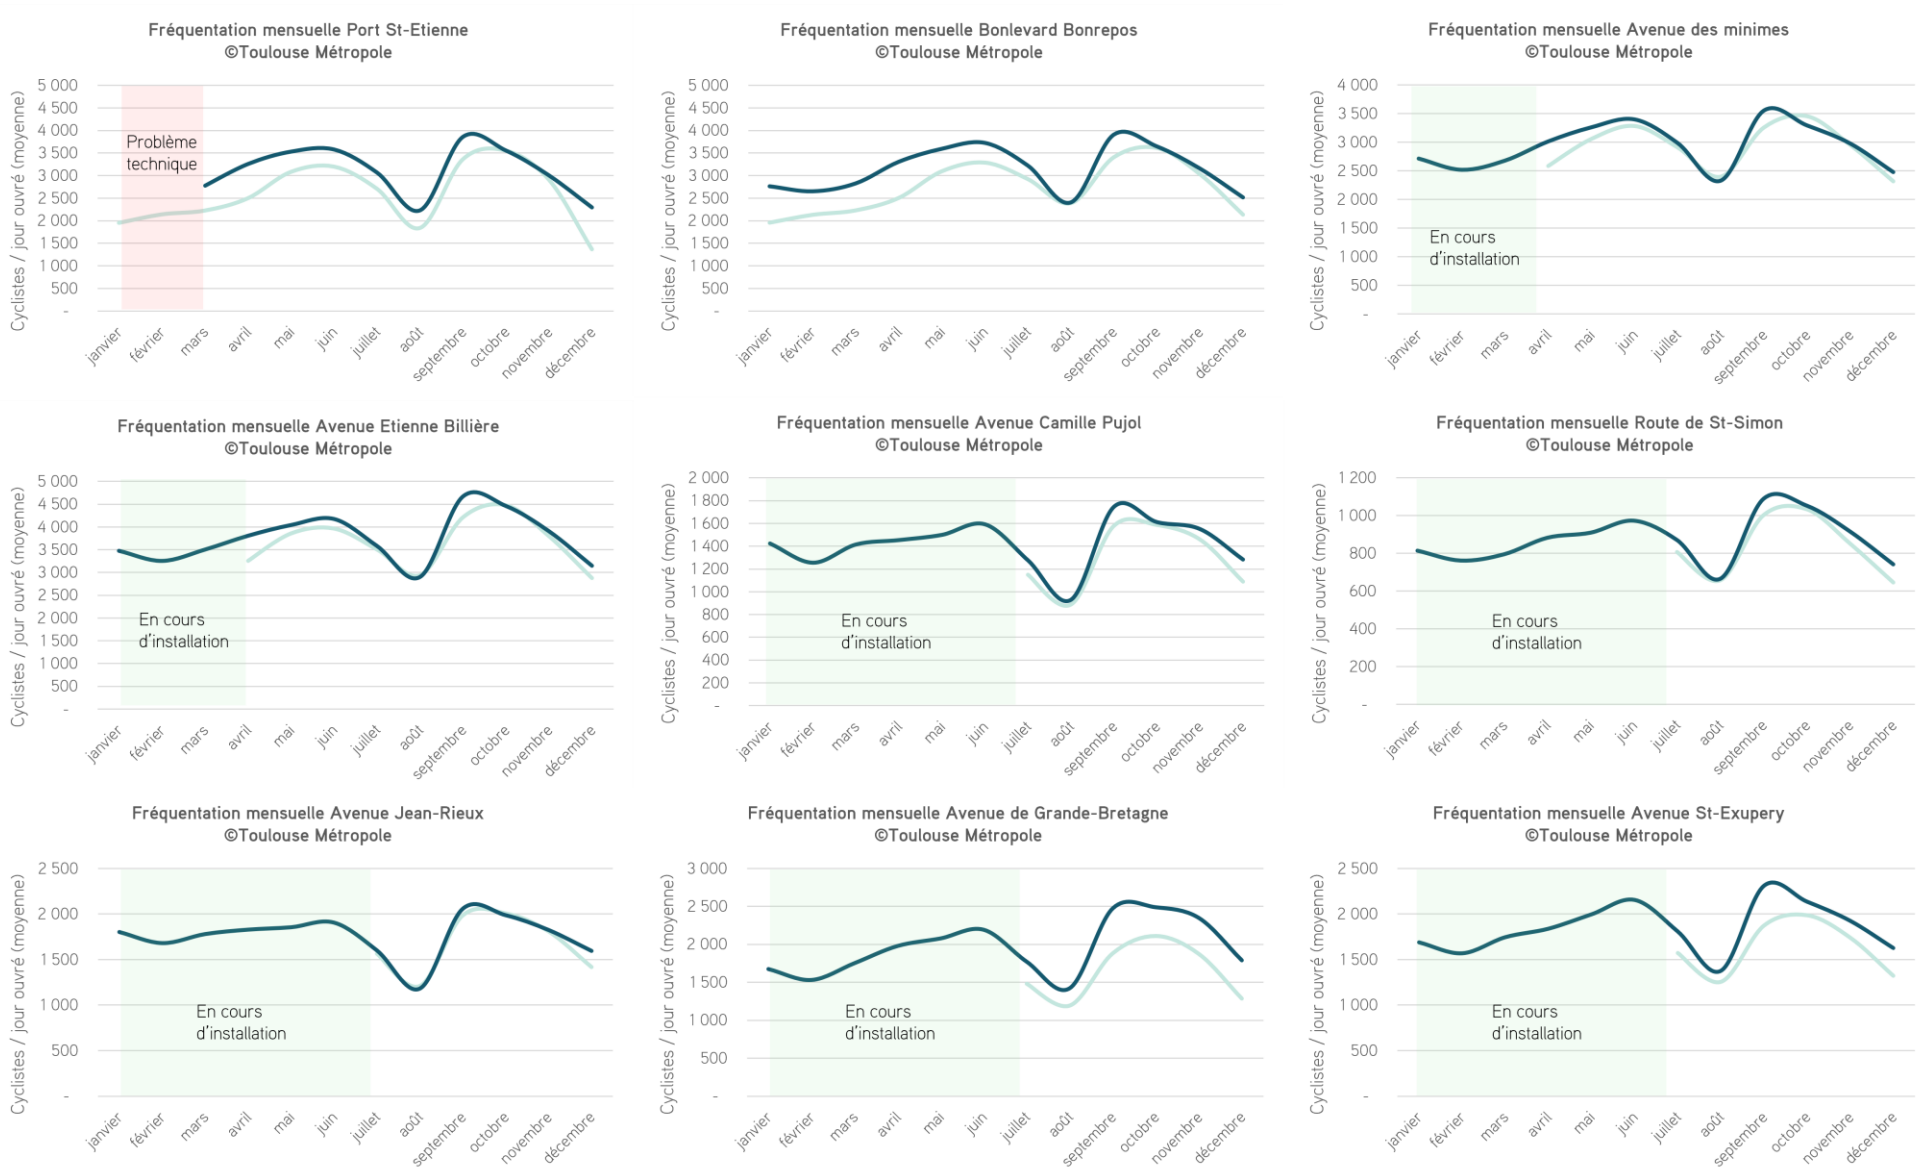 Fréquentation mensuelle Port St-Etienne
©Toulouse Métropole
Cyclistes / jour ouvré (moyenne)
5 000
4 500
4 000
3 500
3 000
2 500
2 000
1 500
1 000
500
-
Problème
technique
janvier
février
mars
avril
mai
juin
juillet
août
septembre
octobre
novembre
décembre
Fréquentation mensuelle Bonlevard Bonrepos
©Toulouse Métropole
Cyclistes / jour ouvré (moyenne)
5 000
4 500
4 000
3 500
3 000
2 500
2 000
1 500
1 000
500
-
janvier
février
mars
avril
mai
juin
juillet
août
septembre
octobre
novembre
décembre
Fréquentation mensuelle Avenue des minimes
©Toulouse Métropole
Cyclistes / jour ouvré (moyenne)
4 000
3 500
3 000
2 500
2 000
1 500
1 000
500
-
En cours
d'installation
janvier
février
mars
avril
mai
juin
juillet
août
septembre
octobre
novembre
décembre
Fréquentation mensuelle Avenue Etienne Billière
©Toulouse Métropole
Cyclistes / jour ouvré (moyenne)
5 000
4 500
4 000
3 500
3 000
2 500
2 000
1 500
1 000
500
-
En cours
d'installation
janvier
février
mars
avril
mai
juin
juillet
août
septembre
octobre
novembre
décembre
Fréquentation mensuelle Avenue Camille Pujol
©Toulouse Métropole
Cyclistes / jour ouvré (moyenne)
2 000
1 800
1 600
1 400
1 200
1 000
800
600
400
200
-
En cours
d'installation
janvier
février
mars
avril
mai
juin
juillet
août
septembre
octobre
novembre
décembre
Fréquentation mensuelle Route de St-Simon
©Toulouse Métropole
Cyclistes / jour ouvré (moyenne)
1 200
1 000
800
600
400
200
-
En cours
d'installation
janvier
février
mars
avril
mai
juin
juillet
août
septembre
octobre
novembre
décembre
Fréquentation mensuelle Avenue Jean-Rieux
©Toulouse Métropole
Cyclistes / jour ouvré (moyenne)
2 500
2 000
1 500
1 000
500
-
En cours
d'installation
janvier
février
mars
avril
mai
juin
juillet
août
septembre
octobre
novembre
décembre
Fréquentation mensuelle Avenue de Grande-Bretagne
©Toulouse Métropole
Cyclistes / jour ouvré (moyenne)
3 000
2 500
2 000
1 500
1 000
500
-
En cours
d'installation
janvier
février
mars
avril
mai
juin
juillet
août
septembre
octobre
novembre
décembre
Fréquentation mensuelle Avenue St-Exupery
©Toulouse Métropole
Cyclistes / jour ouvré (moyenne)
2 500
2 000
1 500
1 000
500
-
En cours
d'installation
janvier
février
mars
avril
mai
juin
juillet
août
septembre
octobre
novembre
décembre